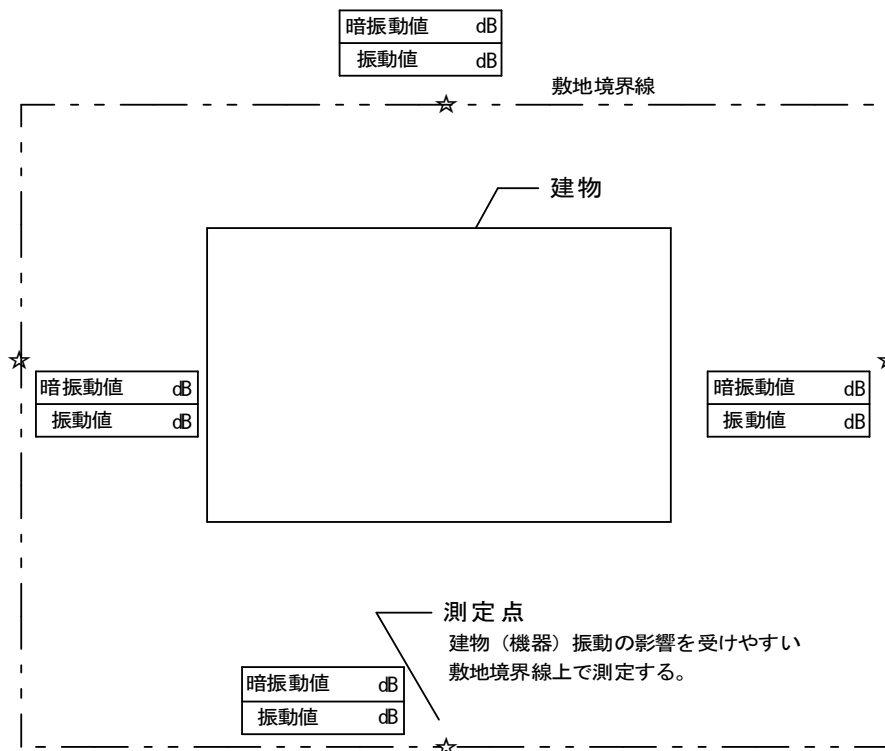 暗振動値 dB
振動値 dB
敷地境界線
☆
建物
☆
☆
暗振動値 dB
振動値 dB
暗振動値 dB
振動値 dB
測定点
建物（機器）振動の影響を受けやすい
敷地境界線上で測定する。
暗振動値 dB
振動値 dB
☆